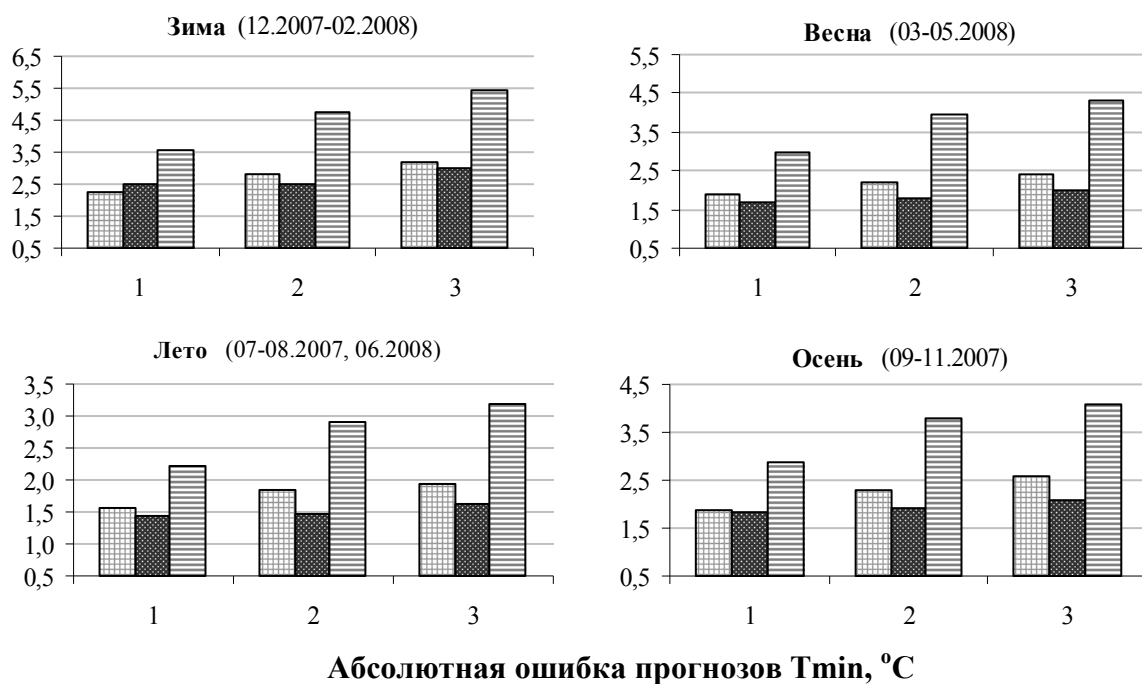 Зима (12.2007-02.2008)
6,5
5,5
4,5
3,5
2,5
1,5
0,5
1 2 3
Весна (03-05.2008)
5,5
4,5
3,5
2,5
1,5
0,5
1 2 3
Лето (07-08.2007, 06.2008)
3,5
3,0
2,5
2,0
1,5
1,0
0,5
1 2 3
Осень (09-11.2007)
4,5
3,5
2,5
1,5
0,5
1 2 3
Абсолютная ошибка прогнозов Tmin, ᵒC